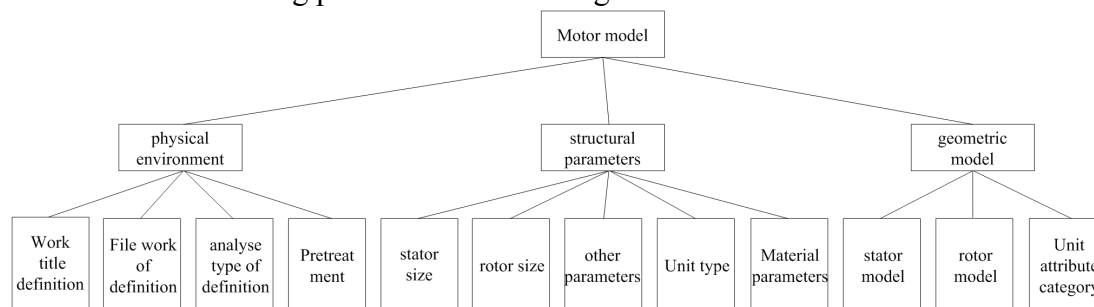 Motor model
physical
environment
structural
parameters
geometric
model
Work
title
definition
File work
of
definition
analyse
type of
definition
Pretreat
ment
stator
size
rotor size
other
parameters
Unit type
Material
parameters
stator
model
rotor
model
Unit
attribute
category